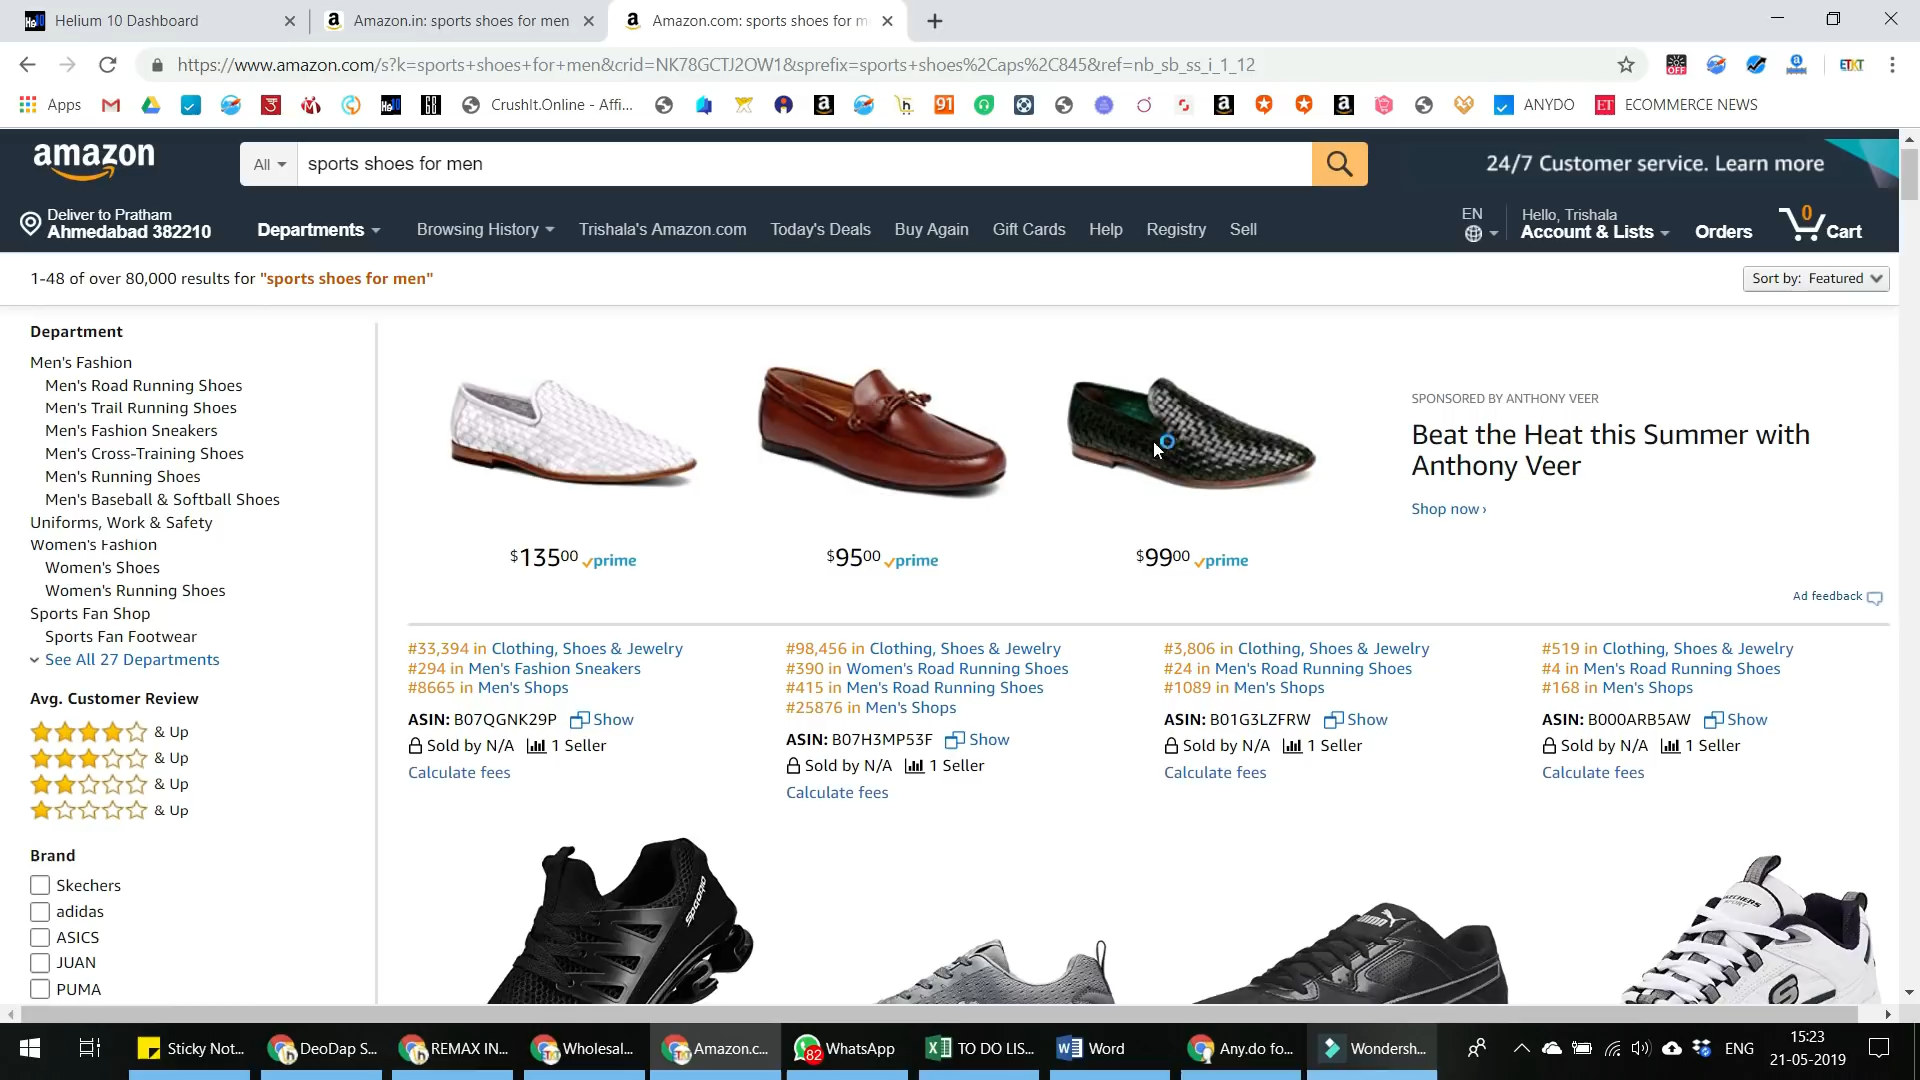 Helium 10 Dashboard
Amazon.in: sports shoes for men
Amazon.com: sports shoes for m
https://www.amazon.com/s?k=sports+shoes+for+men&crid=NK78GCTJ2OW1&sprefix=sports+shoes%2Caps%2C845&ref=nb_sb_ss_i_1_12
Apps
CrushIt.Online - Affi...
91
ANYDO
ET ECOMMERCE NEWS
amazon
All
sports shoes for men
24/7 Customer service. Learn more
Deliver to Pratham
Ahmedabad 382210
Departments
Browsing History
Trishala's Amazon.com
Today's Deals
Buy Again
Gift Cards
Help
Registry
Sell
EN
Hello, Trishala
Account & Lists
Orders
0
Cart
1-48 of over 80,000 results for "sports shoes for men"
Sort by: Featured
Department
Men's Fashion
Men's Road Running Shoes
Men's Trail Running Shoes
Men's Fashion Sneakers
Men's Cross-Training Shoes
Men's Running Shoes
Men's Baseball & Softball Shoes
Uniforms, Work & Safety
Women's Fashion
Women's Shoes
Women's Running Shoes
Sports Fan Shop
Sports Fan Footwear
See All 27 Departments
Avg. Customer Review
& Up
& Up
& Up
& Up
Brand
Skechers
adidas
ASICS
JUAN
PUMA
$135⁰⁰ prime
$95⁰⁰ prime
$99⁰⁰ prime
SPONSORED BY ANTHONY VEER
Beat the Heat this Summer with
Anthony Veer
Shop now ›
Ad feedback
#33,394 in Clothing, Shoes & Jewelry
#294 in Men's Fashion Sneakers
#8665 in Men's Shops
ASIN: B07QGNK29P Show
Sold by N/A 1 Seller
Calculate fees
#98,456 in Clothing, Shoes & Jewelry
#390 in Women's Road Running Shoes
#415 in Men's Road Running Shoes
#25876 in Men's Shops
ASIN: B07H3MP53F Show
Sold by N/A 1 Seller
Calculate fees
#3,806 in Clothing, Shoes & Jewelry
#24 in Men's Road Running Shoes
#1089 in Men's Shops
ASIN: B01G3LZFRW Show
Sold by N/A 1 Seller
Calculate fees
#519 in Clothing, Shoes & Jewelry
#4 in Men's Road Running Shoes
#168 in Men's Shops
ASIN: B000ARB5AW Show
Sold by N/A 1 Seller
Calculate fees
PUMA
SKECHERS
SPORT
Sticky Not...
DeoDap S...
REMAX IN...
Wholesal...
Amazon.c...
82
WhatsApp
TO DO LIS...
Word
Any.do fo...
Wondersh...
ENG
15:23
21-05-2019